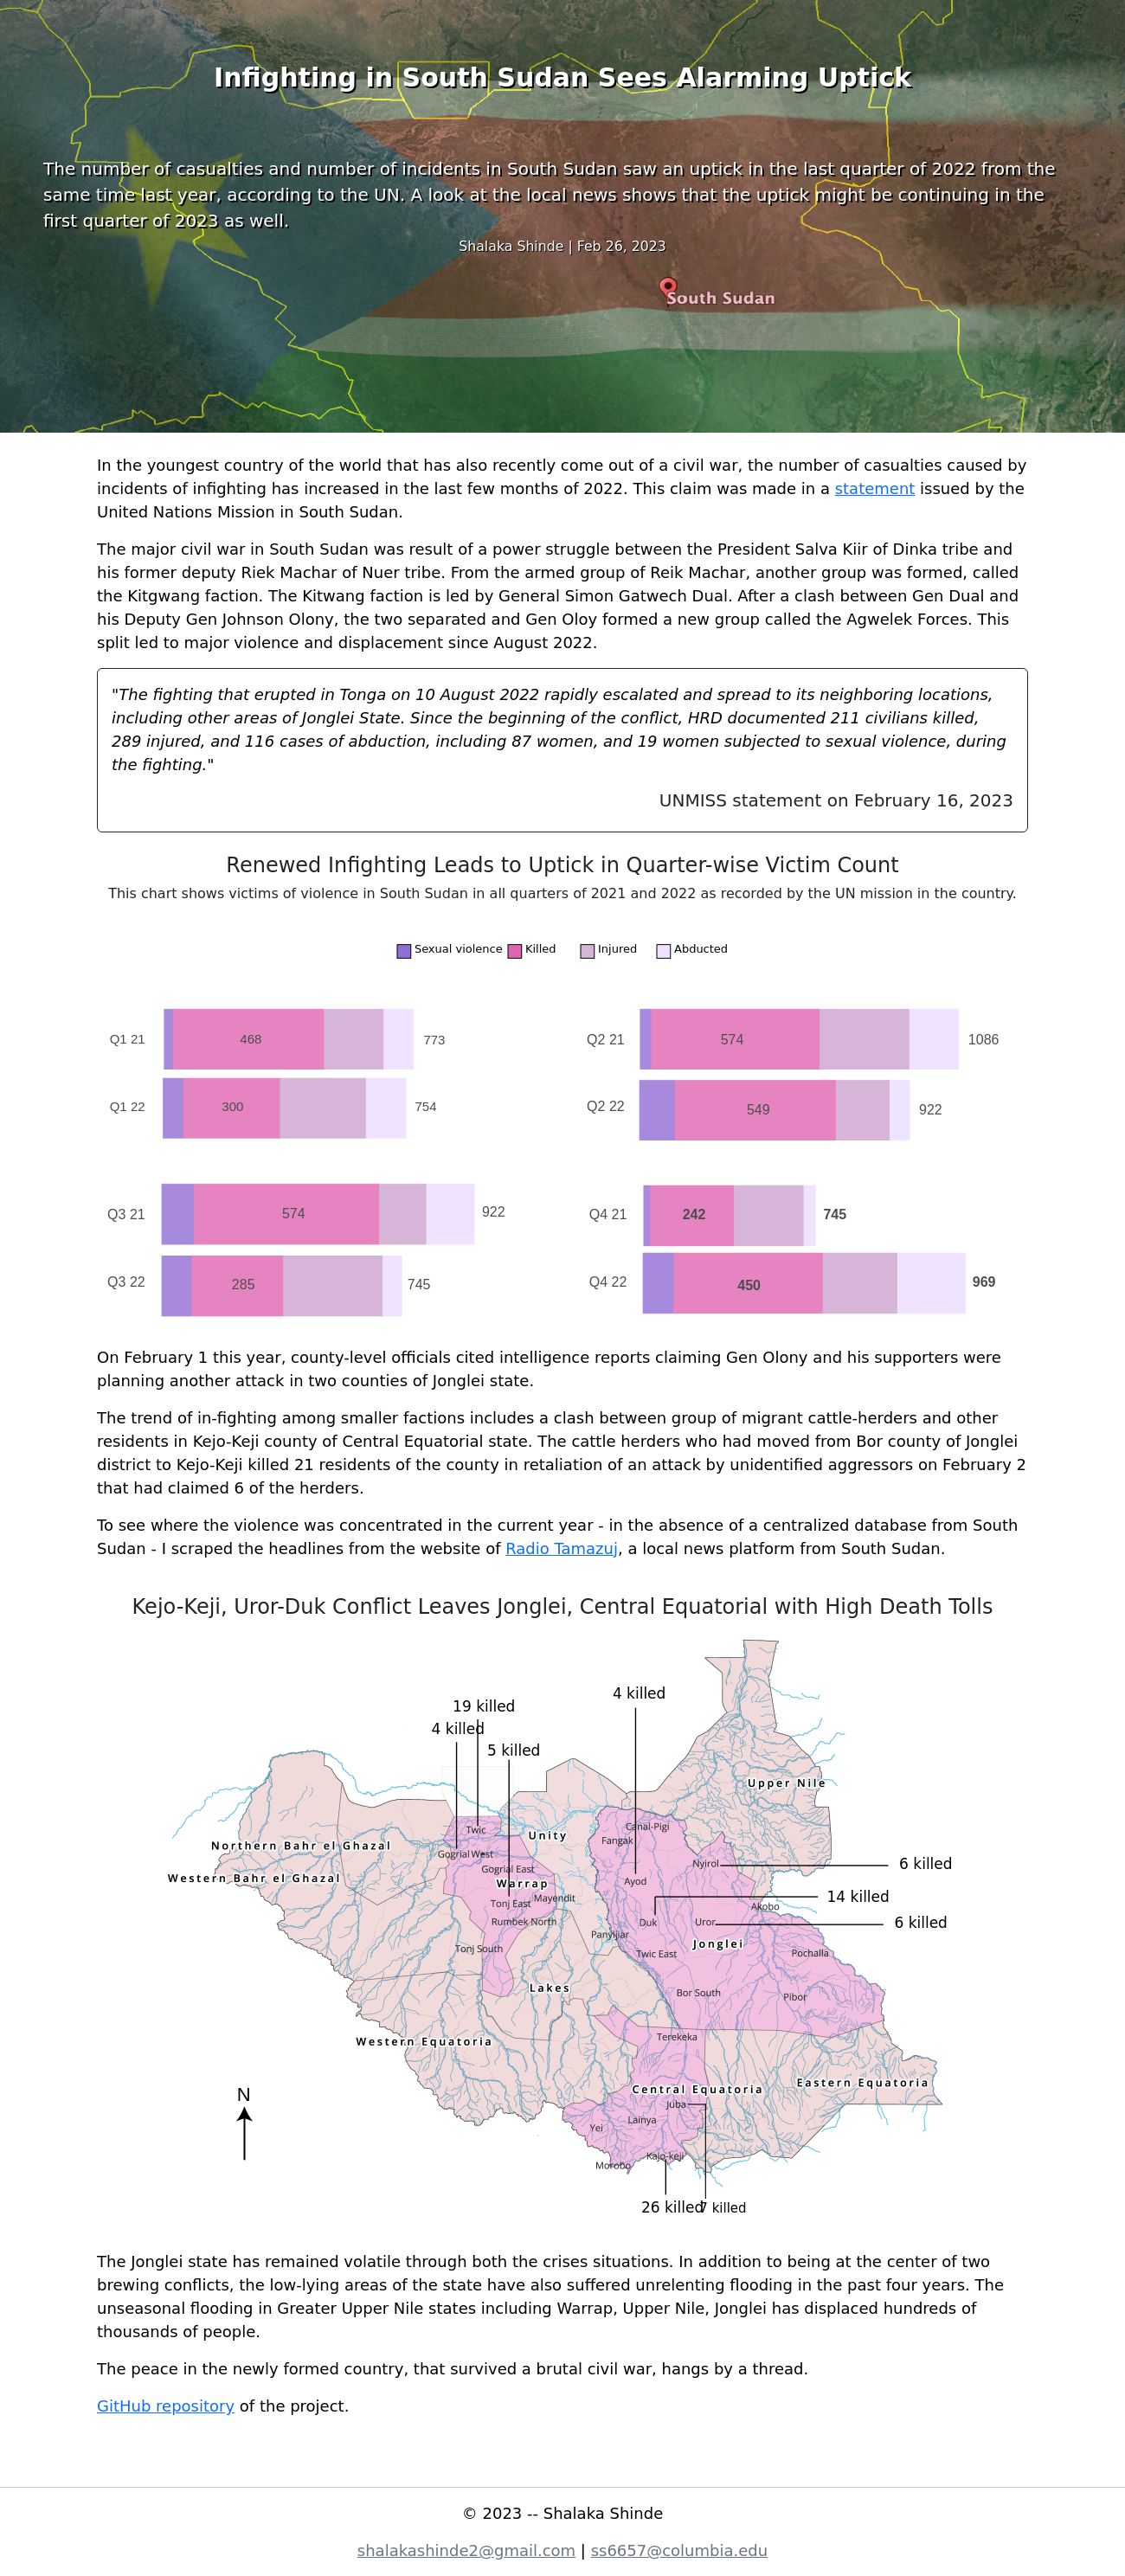 Infighting in South Sudan Sees Alarming Uptick
The number of casualties and number of incidents in South Sudan saw an uptick in the last quarter of 2022 from the
same time last year, according to the UN. A look at the local news shows that the uptick might be continuing in the
first quarter of 2023 as well.
Shalaka Shinde | Feb 26, 2023
South Sudan
In the youngest country of the world that has also recently come out of a civil war, the number of casualties caused by
incidents of infighting has increased in the last few months of 2022. This claim was made in a statement issued by the
United Nations Mission in South Sudan.
The major civil war in South Sudan was result of a power struggle between the President Salva Kiir of Dinka tribe and
his former deputy Riek Machar of Nuer tribe. From the armed group of Reik Machar, another group was formed, called
the Kitgwang faction. The Kitwang faction is led by General Simon Gatwech Dual. After a clash between Gen Dual and
his Deputy Gen Johnson Olony, the two separated and Gen Oloy formed a new group called the Agwelek Forces. This
split led to major violence and displacement since August 2022.
"The fighting that erupted in Tonga on 10 August 2022 rapidly escalated and spread to its neighboring locations,
including other areas of Jonglei State. Since the beginning of the conflict, HRD documented 211 civilians killed,
289 injured, and 116 cases of abduction, including 87 women, and 19 women subjected to sexual violence, during
the fighting."
UNMISS statement on February 16, 2023
Renewed Infighting Leads to Uptick in Quarter-wise Victim Count
This chart shows victims of violence in South Sudan in all quarters of 2021 and 2022 as recorded by the UN mission in the country.
Sexual violence Killed Injured Abducted
Q1 21 468 773
Q2 21 574 1086
Q1 22 300 754
Q2 22 549 922
Q3 21 574 922
Q4 21 242 745
Q3 22 285 745
Q4 22 450 969
On February 1 this year, county-level officials cited intelligence reports claiming Gen Olony and his supporters were
planning another attack in two counties of Jonglei state.
The trend of in-fighting among smaller factions includes a clash between group of migrant cattle-herders and other
residents in Kejo-Keji county of Central Equatorial state. The cattle herders who had moved from Bor county of Jonglei
district to Kejo-Keji killed 21 residents of the county in retaliation of an attack by unidentified aggressors on February 2
that had claimed 6 of the herders.
To see where the violence was concentrated in the current year - in the absence of a centralized database from South
Sudan - I scraped the headlines from the website of Radio Tamazuj, a local news platform from South Sudan.
Kejo-Keji, Uror-Duk Conflict Leaves Jonglei, Central Equatorial with High Death Tolls
4 killed
19 killed
4 killed
5 killed
Upper Nile
Canal-Pigi
Twic
Unity
Fangak
Northern Bahr el Ghazal
Gogrial West
Nyirol
6 killed
Gogrial East
Western Bahr el Ghazal
Ayod
Warrap
14 killed
Mayendit
Tonj East
Akobo
Rumbek North
Duk
Uror
6 killed
Panyijiar
Jonglei
Tonj South
Twic East
Pochalla
Lakes
Bor South
Pibor
Terekeka
Western Equatoria
Eastern Equatoria
Central Equatoria
N
Juba
Lainya
Yei
Kajo-keji
Morobo
26 killed
7 killed
The Jonglei state has remained volatile through both the crises situations. In addition to being at the center of two
brewing conflicts, the low-lying areas of the state have also suffered unrelenting flooding in the past four years. The
unseasonal flooding in Greater Upper Nile states including Warrap, Upper Nile, Jonglei has displaced hundreds of
thousands of people.
The peace in the newly formed country, that survived a brutal civil war, hangs by a thread.
GitHub repository of the project.
© 2023 -- Shalaka Shinde
shalakashinde2@gmail.com | ss6657@columbia.edu